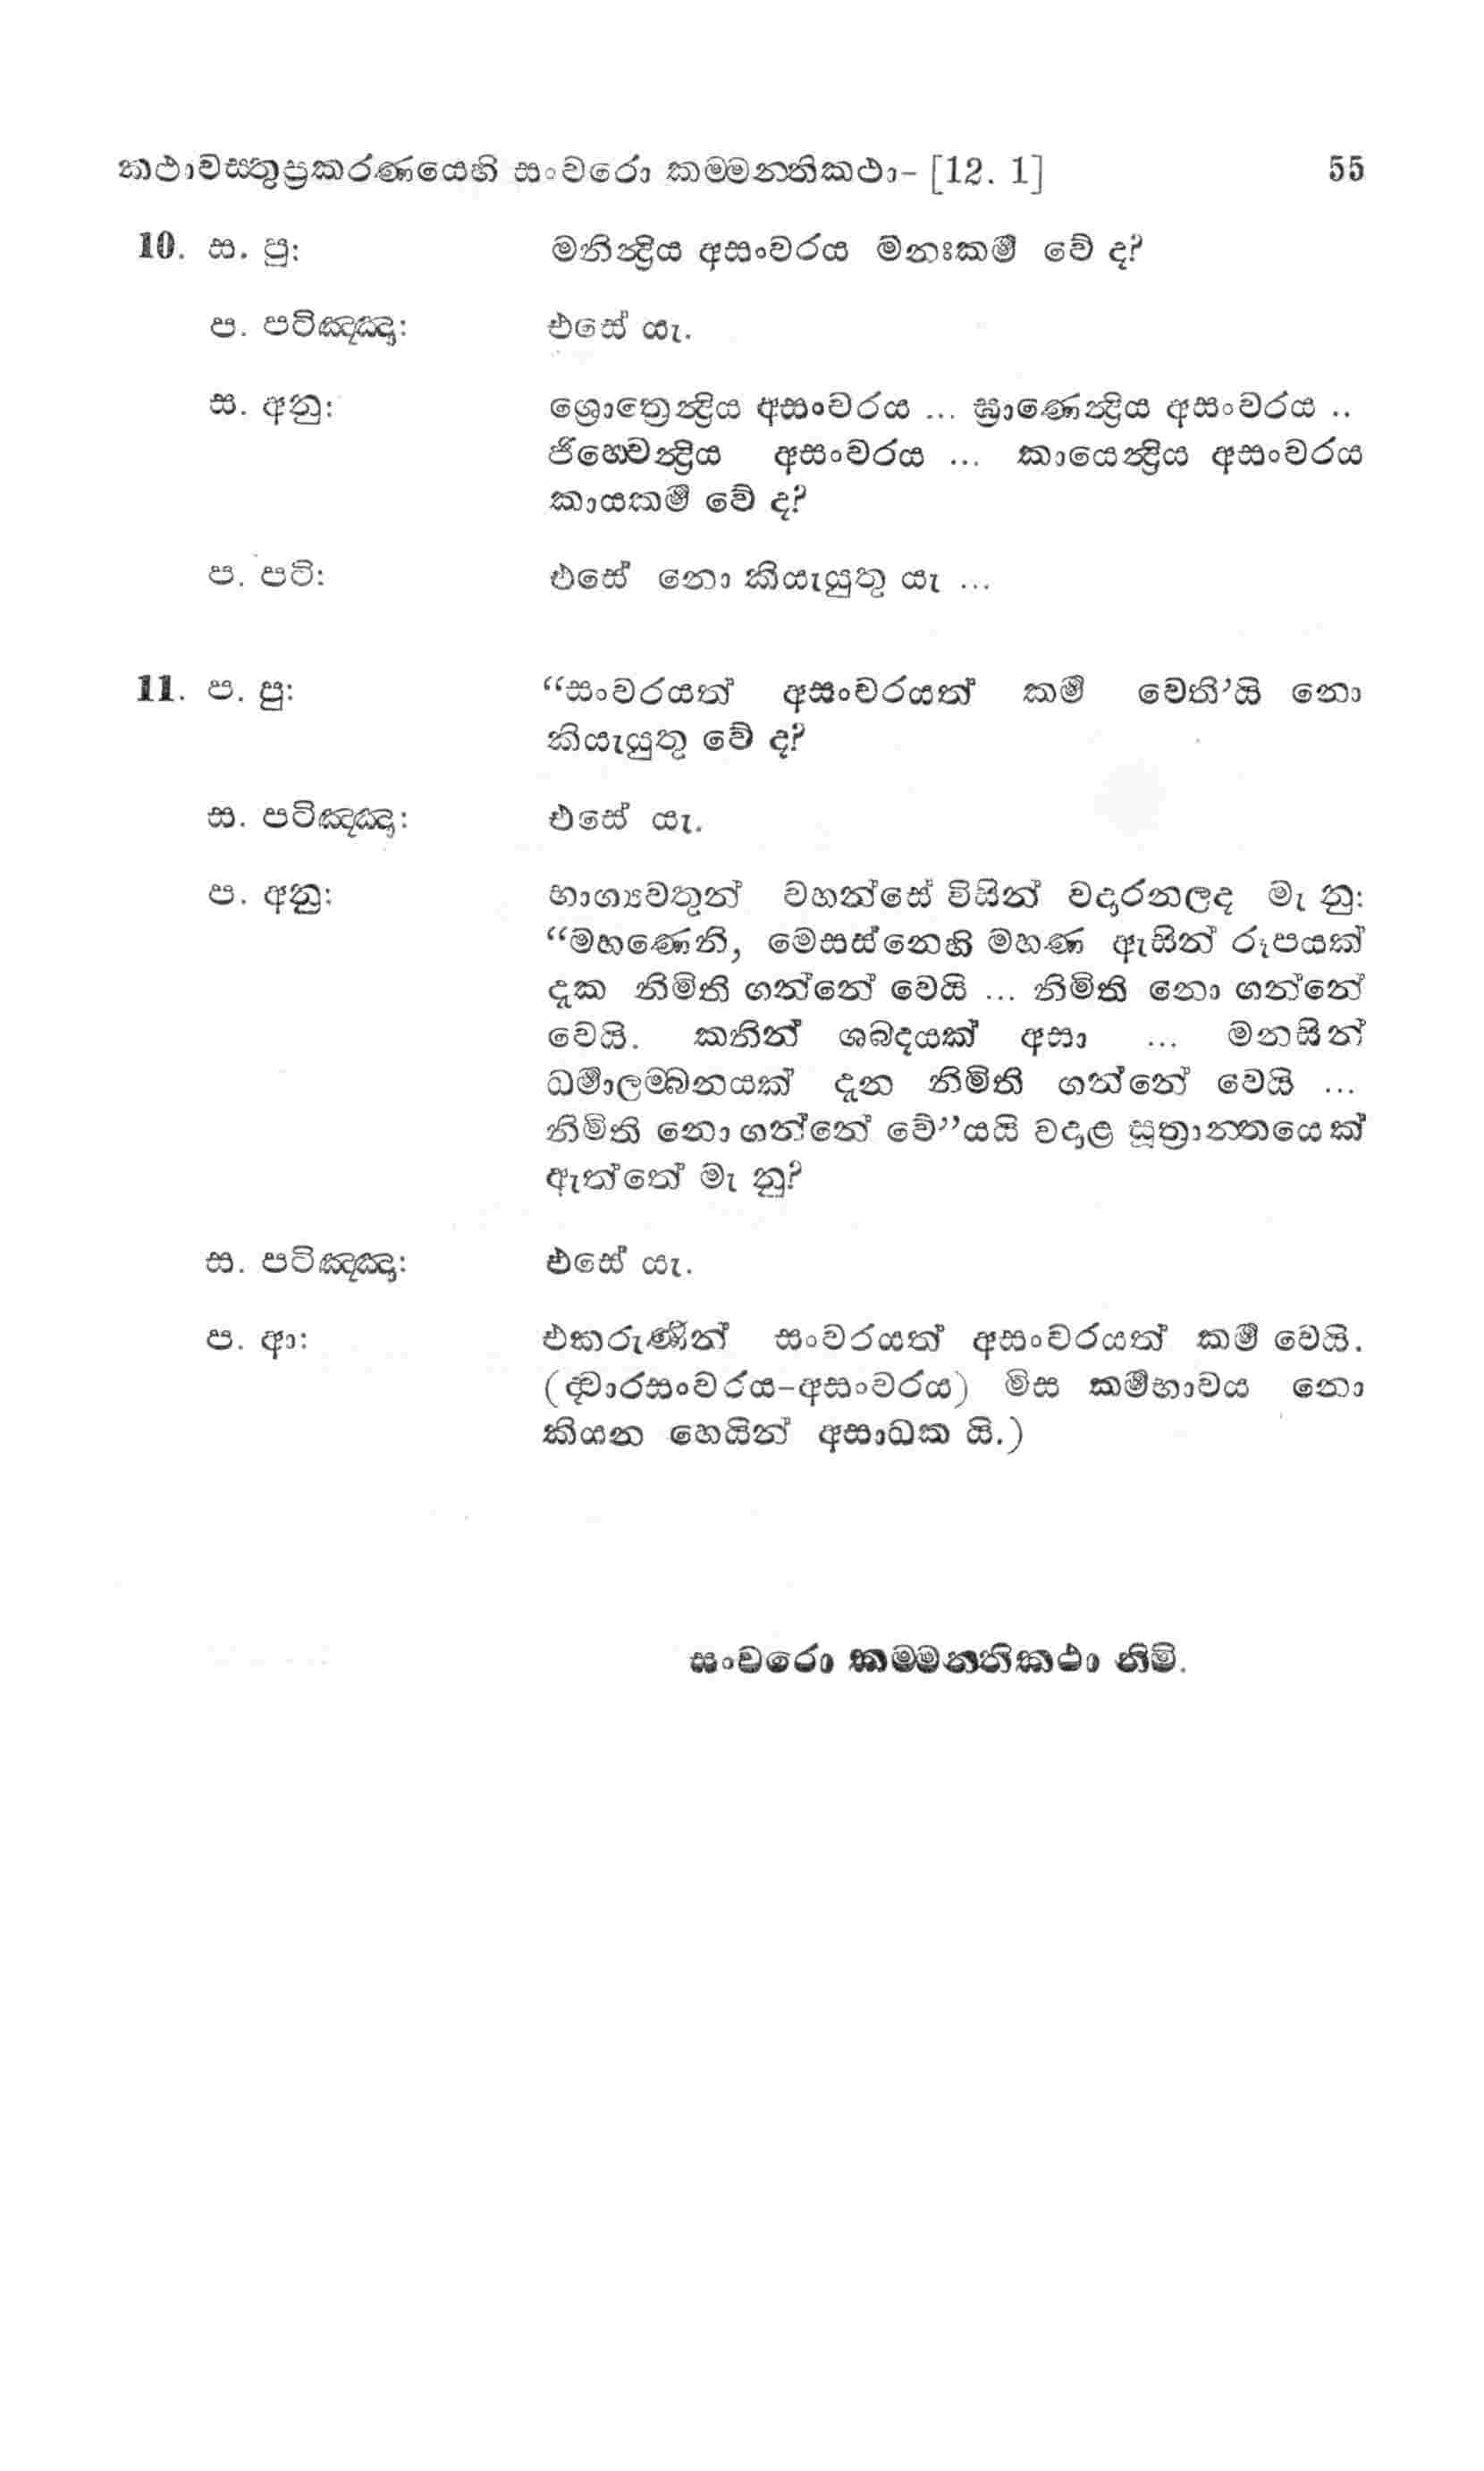 කථාවස්තුප්‍රකරණයෙහි සංවරො කම්මන්තිකථා- [12. 1] 55
10. ස. පු: මනින්‍ද්‍රිය අසංවරය මනඃකර්ම වේ ද?
ප. පටිඤ්ඤා: එසේ යැ.
ස. අනු: ශ්‍රොත්‍රෙන්‍ද්‍රිය අසංවරය ... ඝ්‍රාණෙන්‍ද්‍රිය අසංවරය ..
ජිහ්වෙන්‍ද්‍රිය අසංවරය ... කායෙන්‍ද්‍රිය අසංවරය
කායකර්ම වේ ද?
ප. පටි: එසේ නො කියැයුතු යැ ...
11. ප. පු: “සංවරයත් අසංවරයත් කර්ම වෙති’යි නො
කියැයුතු වේ ද?
ස. පටිඤ්ඤා: එසේ යැ.
ප. අනු: භාග්‍යවතුන් වහන්සේ විසින් වදාරනලද මැ නු:
“මහණෙනි, මෙසස්නෙහි මහණ ඇසින් රූපයක්
දැක නිමිති ගන්නේ වෙයි ... නිමිති නො ගන්නේ
වෙයි. කනින් ශබ්දයක් අසා ... මනසින්
ධර්මාලම්බනයක් දැන නිමිති ගන්නේ වෙයි ...
නිමිති නො ගන්නේ වේ”යයි වදාළ සූත්‍රාන්තයෙක්
ඇත්තේ මැ නු?
ස. පටිඤ්ඤා: එසේ යැ.
ප. ආ: එකරුණින් සංවරයත් අසංවරයත් කර්ම වෙයි.
(ද්වාරසංවරය-අසංවරය) මිස කර්මභාවය නො
කියන හෙයින් අසාධක යි.)
සංවරො කම්මන්තිකථා නිමි.